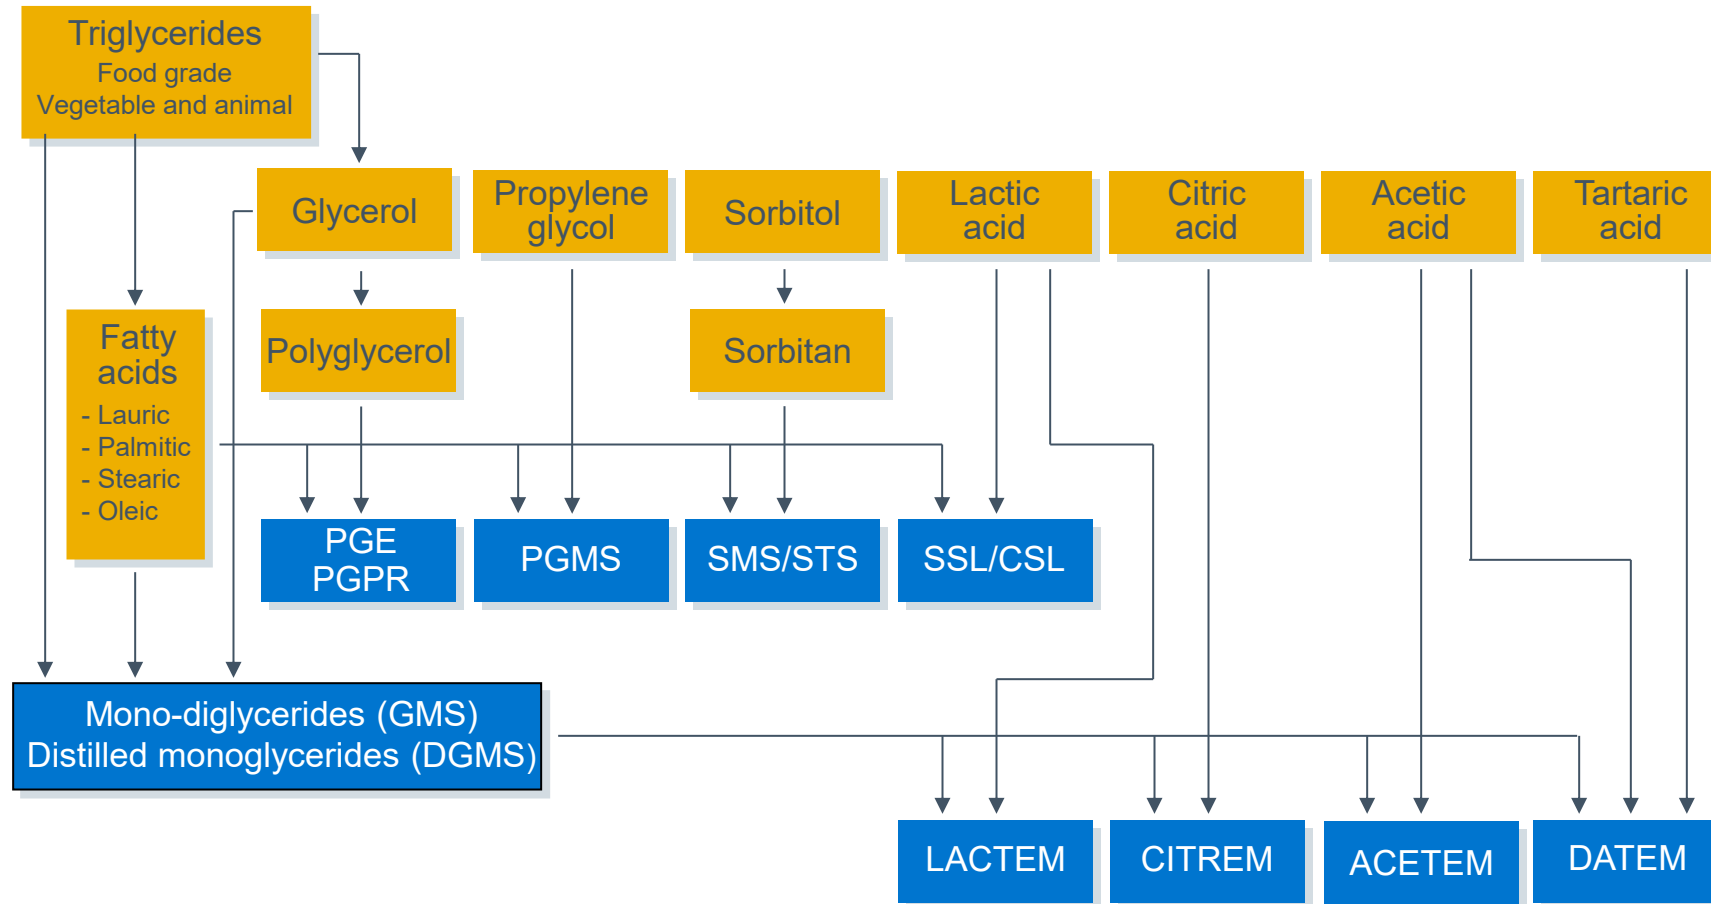 Triglycerides
Food grade
Vegetable and animal
Glycerol
Propylene
glycol
Sorbitol
Lactic
acid
Citric
acid
Acetic
acid
Tartaric
acid
Fatty
acids
- Lauric
- Palmitic
- Stearic
- Oleic
Polyglycerol
Sorbitan
PGE
PGPR
PGMS
SMS/STS
SSL/CSL
Mono-diglycerides (GMS)
Distilled monoglycerides (DGMS)
LACTEM
CITREM
ACETEM
DATEM